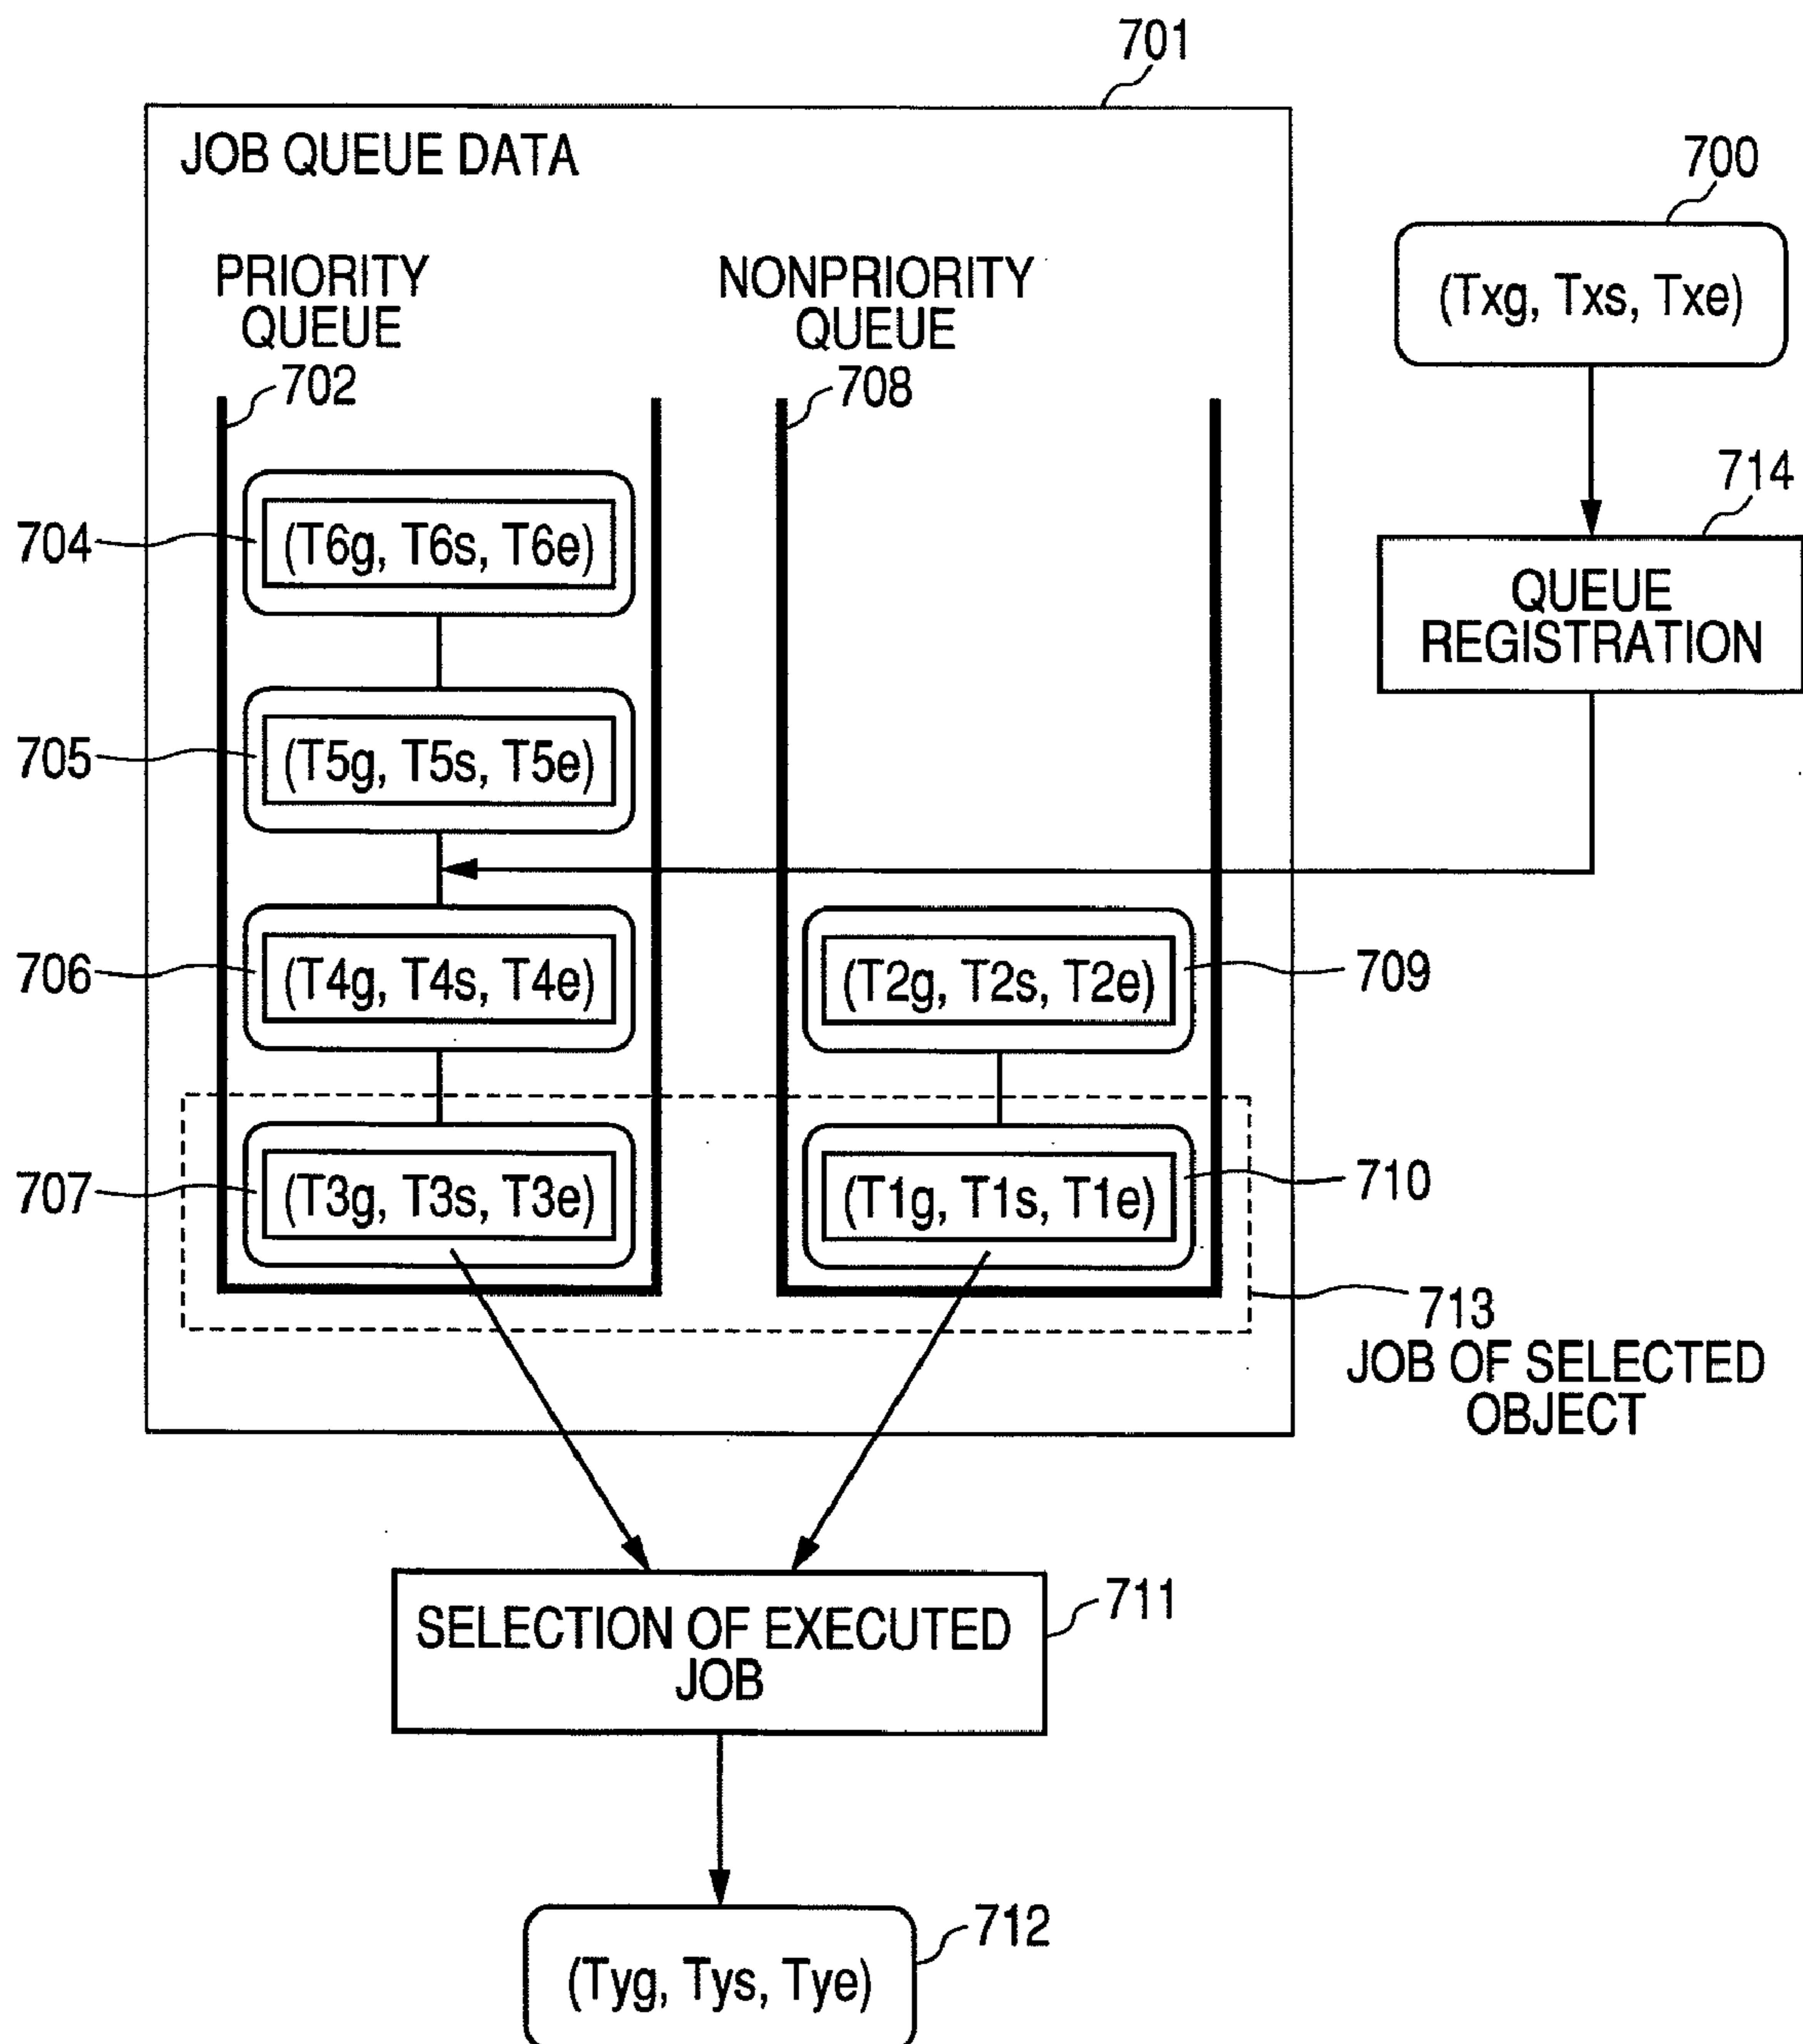 701
JOB QUEUE DATA
700
PRIORITY
QUEUE
702
NONPRIORITY
QUEUE
708
(Txg, Txs, Txe)
714
QUEUE
REGISTRATION
704
(T6g, T6s, T6e)
705
(T5g, T5s, T5e)
706
(T4g, T4s, T4e)
(T2g, T2s, T2e)
709
707
(T3g, T3s, T3e)
(T1g, T1s, T1e)
710
713
JOB OF SELECTED
OBJECT
SELECTION OF EXECUTED
JOB
711
712
(Tyg, Tys, Tye)